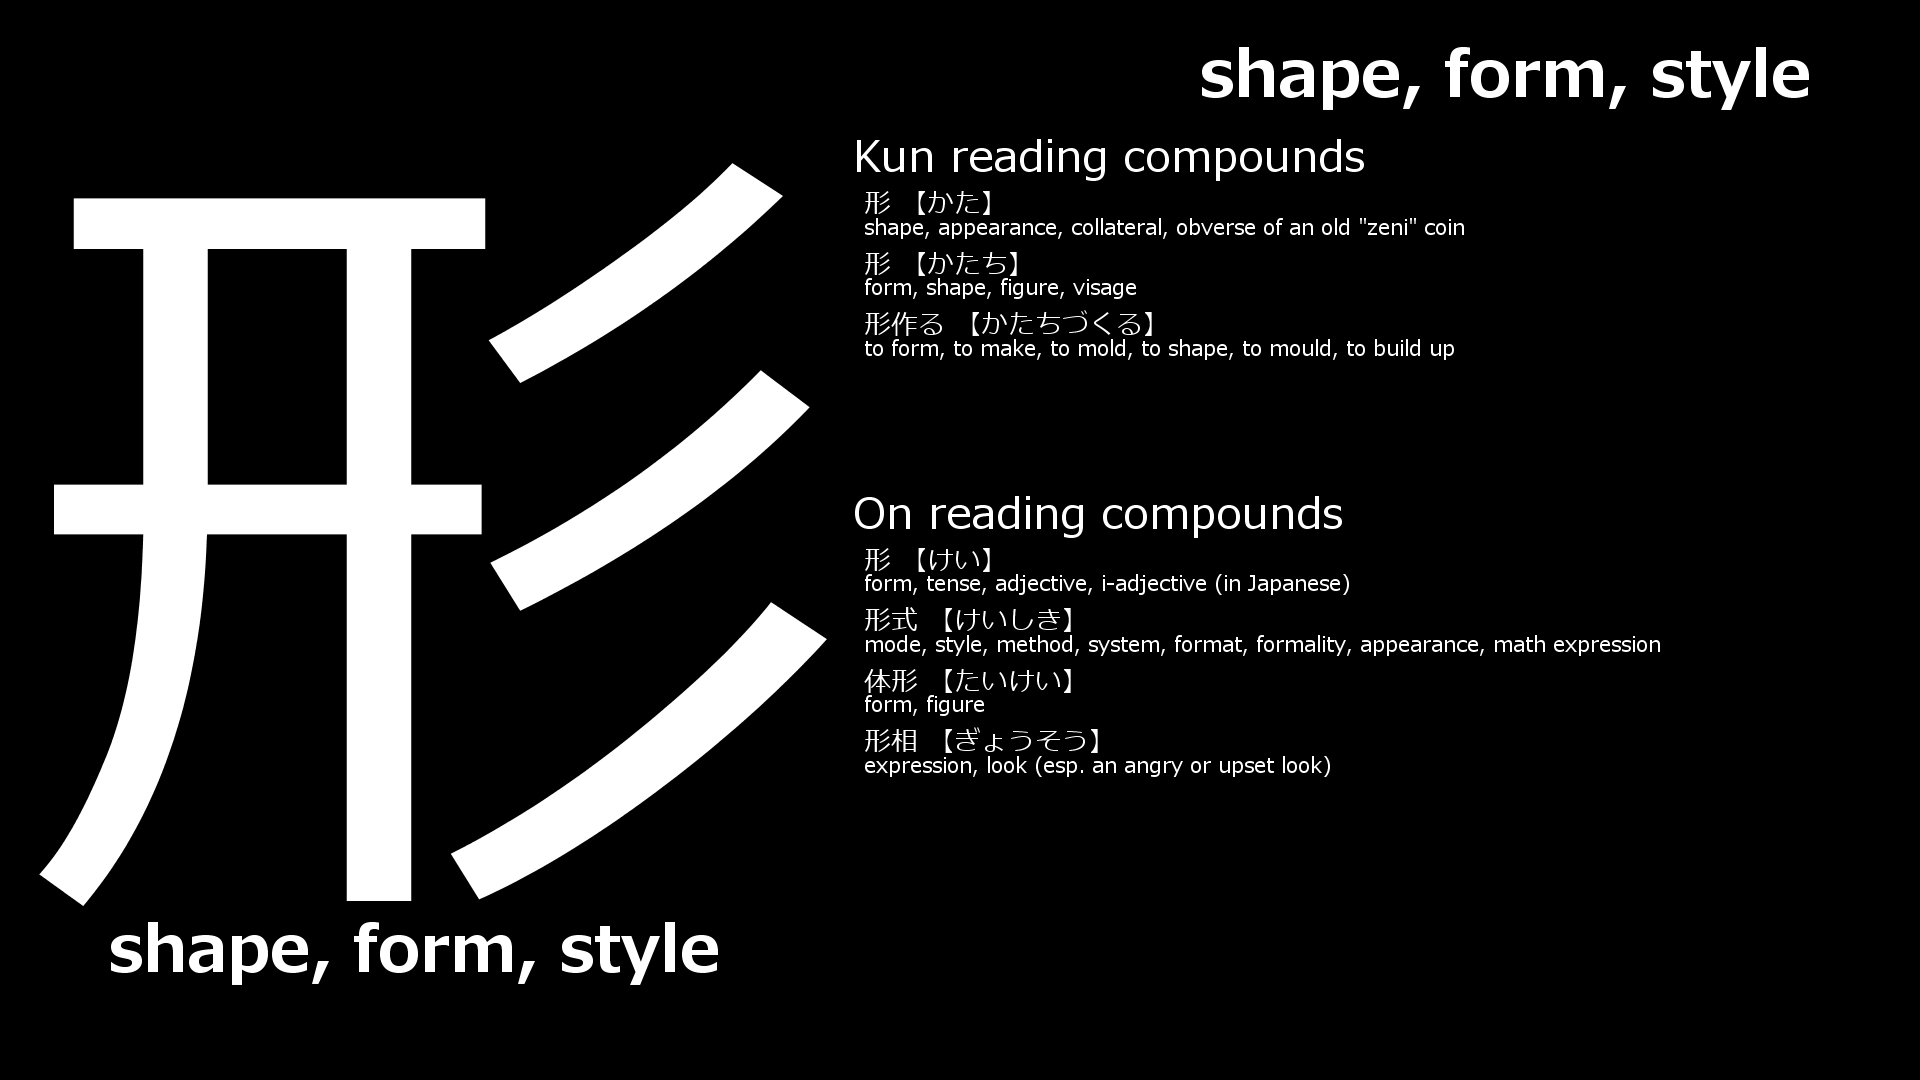 形
shape, form, style
shape, form, style
Kun reading compounds
形 【かた】
shape, appearance, collateral, obverse of an old "zeni" coin
形 【かたち】
form, shape, figure, visage
形作る 【かたちづくる】
to form, to make, to mold, to shape, to mould, to build up
On reading compounds
形 【けい】
form, tense, adjective, i-adjective (in Japanese)
形式 【けいしき】
mode, style, method, system, format, formality, appearance, math expression
体形 【たいけい】
form, figure
形相 【ぎょうそう】
expression, look (esp. an angry or upset look)